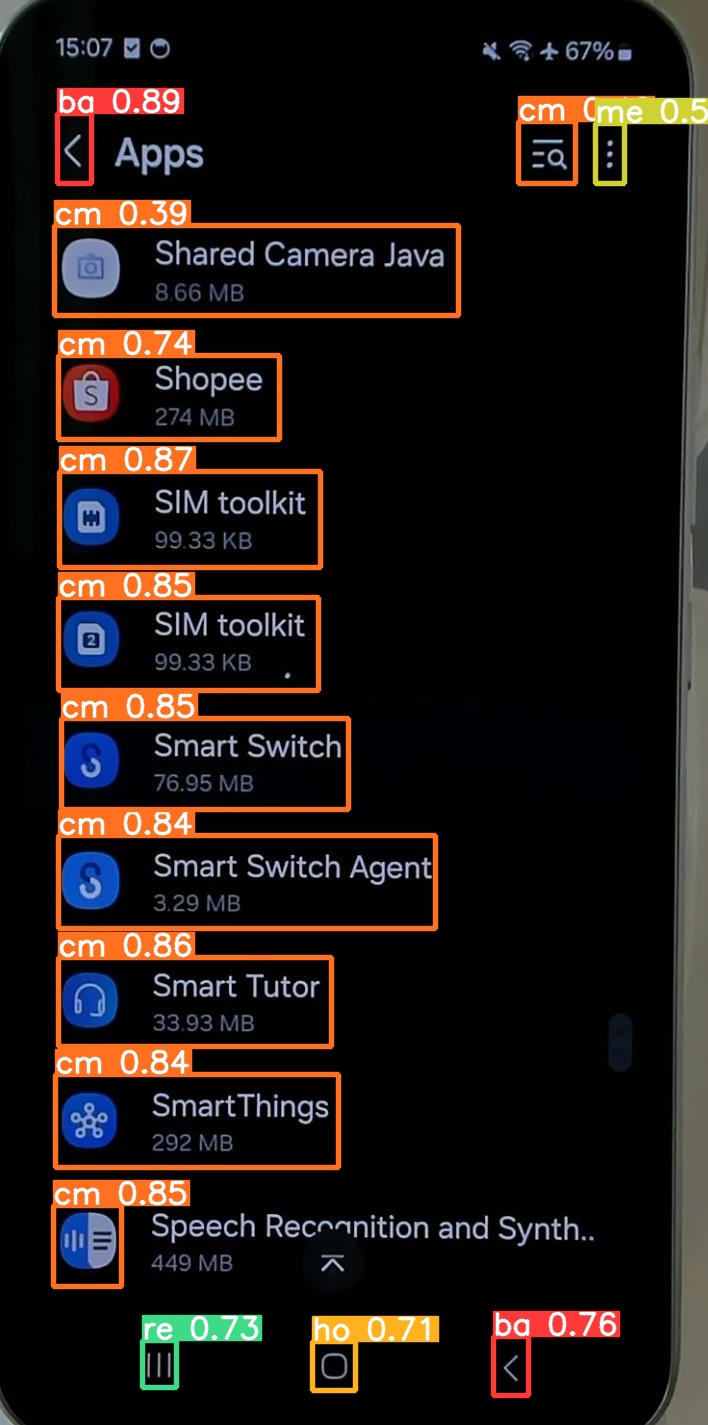 15:07
67%
ba 0.89
cm 0.
me 0.5
Apps
cm 0.39
Shared Camera Java
8.66 MB
cm 0.74
Shopee
S
274 MB
cm 0.87
SIM toolkit
99.33 KB
cm 0.85
SIM toolkit
2
99.33 KB
cm 0.85
Smart Switch
S
76.95 MB
cm 0.84
Smart Switch Agent
S
3.29 MB
cm 0.86
Smart Tutor
33.93 MB
cm 0.84
SmartThings
292 MB
cm 0.85
Speech Recognition and Synth..
449 MB
re 0.73
ho 0.71
ba 0.76